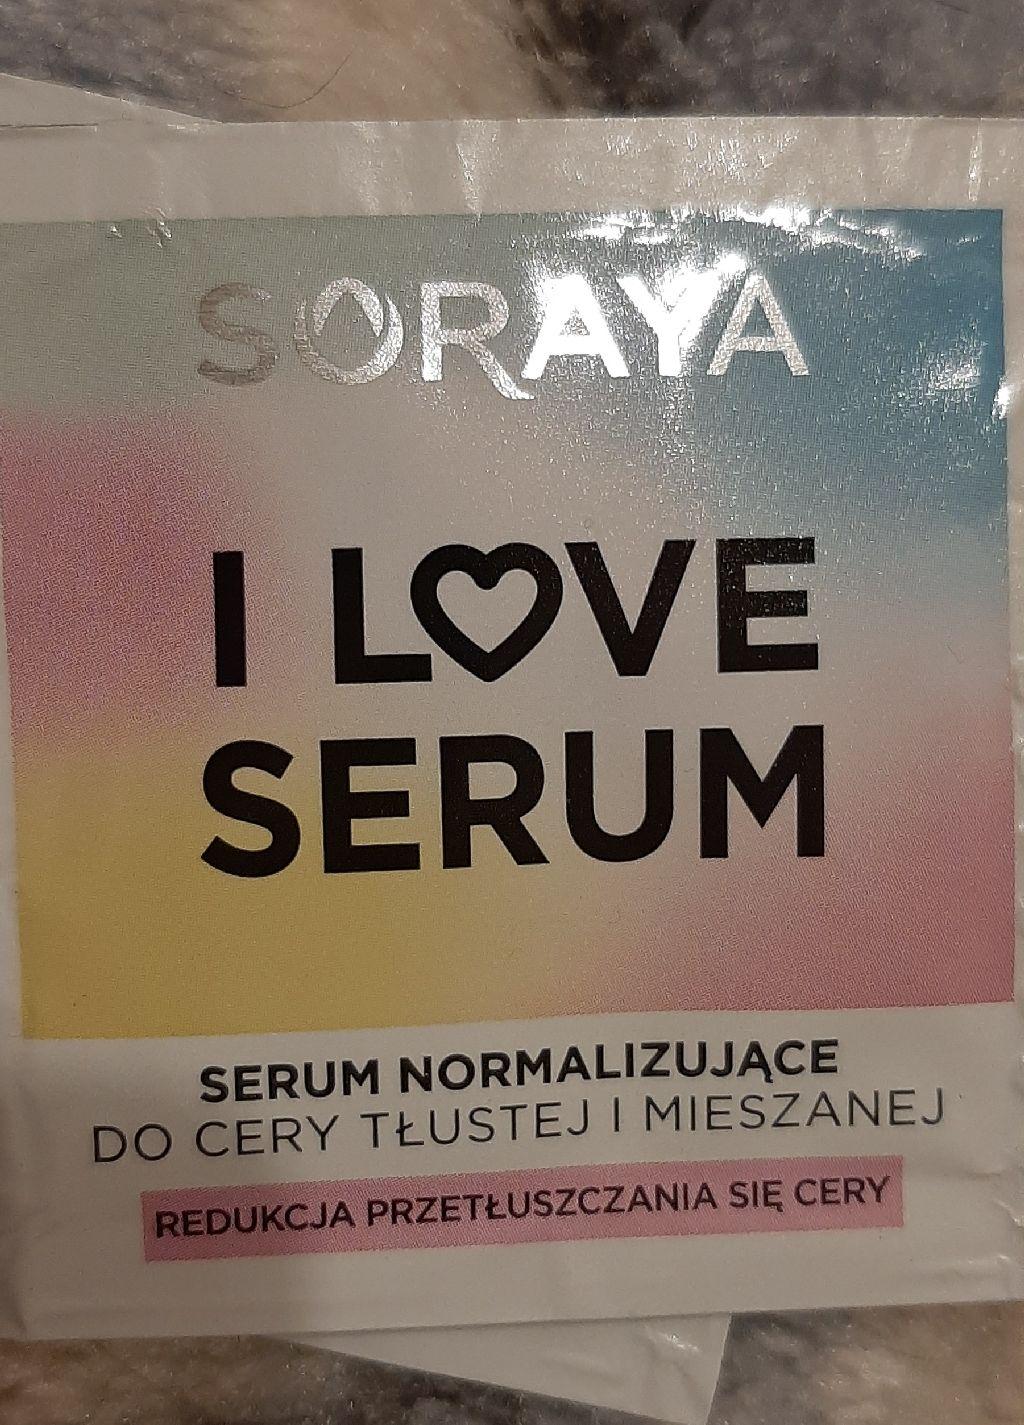 SORAYA
I LOVE
SERUM
SERUM NORMALIZUJĄCE
DO CERY TŁUSTEJ I MIESZANEJ
REDUKCJA PRZETŁUSZCZANIA SIĘ CERY